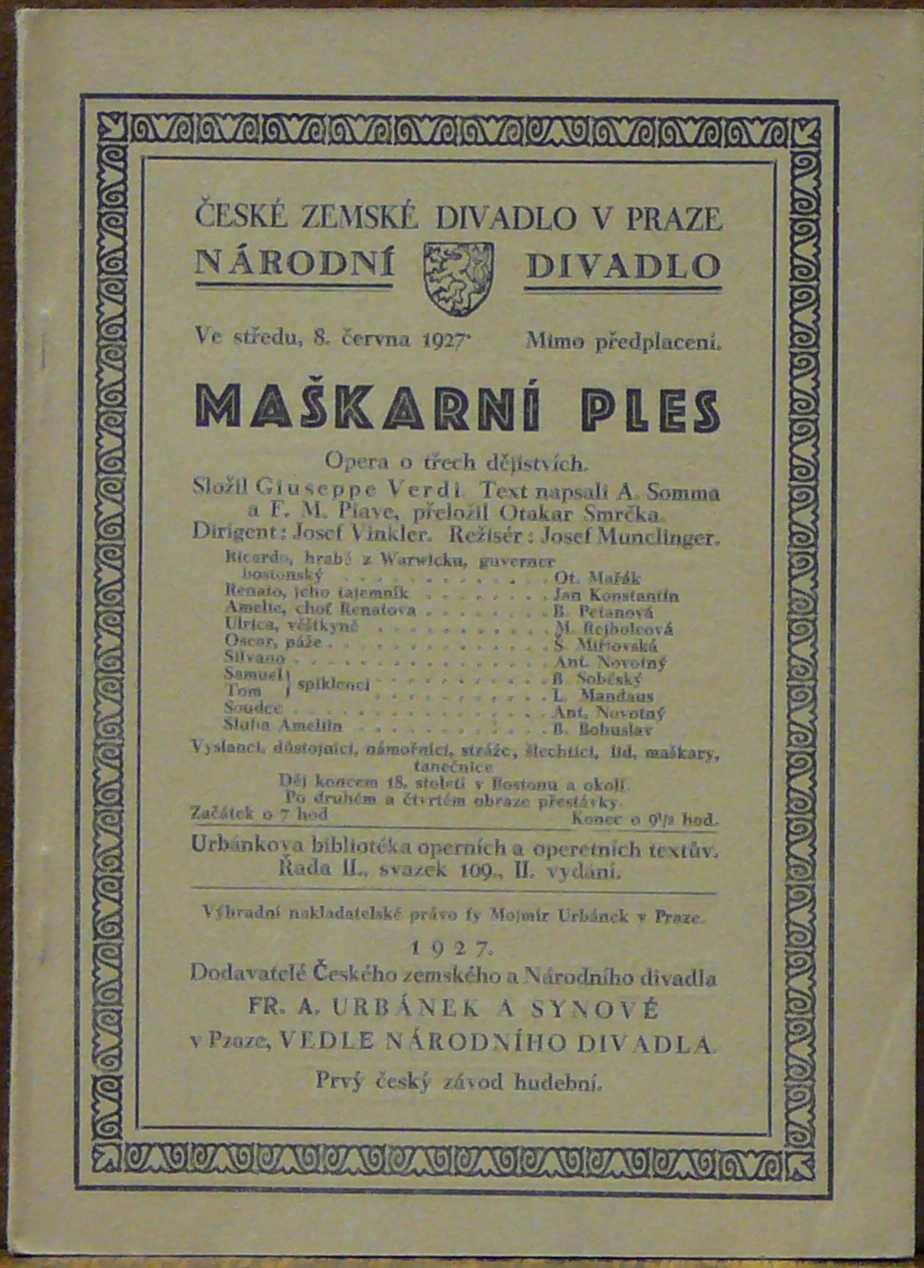 ČESKÉ ZEMSKÉ DIVADLO V PRAZE
NÁRODNÍ DIVADLO
Ve středu, 8. června 1927· Mimo předplacení.
MAŠKARNÍ PLES
Opera o třech dějstvích.
Složil Giuseppe Verdi. Text napsali A. Somma
a F. M. Piave, přeložil Otakar Smrčka.
Dirigent: Josef Vinkler. Režisér: Josef Munclinger.
Ricardo, hrabě z Warwicku, guverner
bostonský . . . . . . . . . . . Ot. Mařák
Renato, jeho tajemník . . . . . . . . Jan Konstantin
Amelie, choť Renatova . . . . . . . . B. Petanová
Ulrica, věštkyně . . . . . . . . . . . M. Rejholcová
Oscar, páže . . . . . . . . . . . . . . Š. Miřiovská
Silvano . . . . . . . . . . . . . . . . Ant. Novotný
Samuel } spiklenci . . . . . . . . . . B. Soběský
Tom } . . . . . . . . . . L. Mandaus
Soudce . . . . . . . . . . . . . . . . Ant. Novotný
Sluha Ameliin . . . . . . . . . . . . B. Bohuslav
Vyslanci, důstojníci, námořníci, stráže, šlechtici, lid, maškary,
tanečnice
Děj koncem 18. století v Bostonu a okolí.
Po druhém a čtvrtém obraze přestávky.
Začátek o 7 hod Konec o 9½ hod.
Urbánkova bibliotéka operních a operetních textův.
Řada II., svazek 109., II. vydání.
Výhradní nakladatelské právo fy Mojmír Urbánek v Praze.
1927.
Dodavatelé Českého zemského a Národního divadla
FR. A. URBÁNEK A SYNOVÉ
v Praze, VEDLE NÁRODNÍHO DIVADLA.
Prvý český závod hudební.